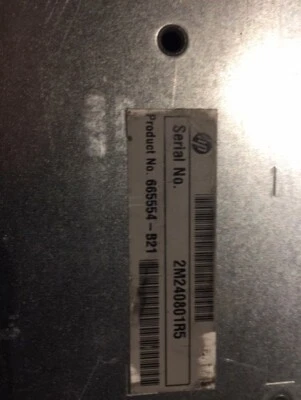 hp
Serial No. 2M240801R5
Product No. 665554-B21